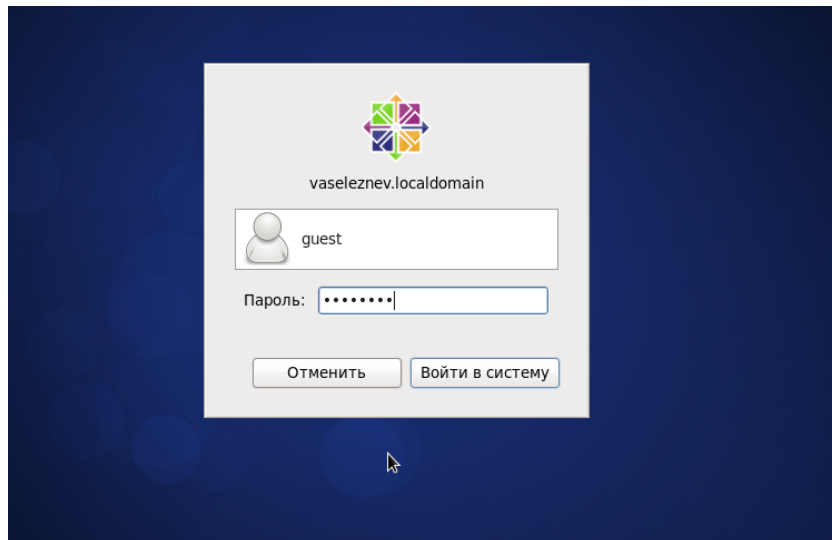 vaseleznev.localdomain
guest
Пароль: ••••••••
Отменить Войти в систему